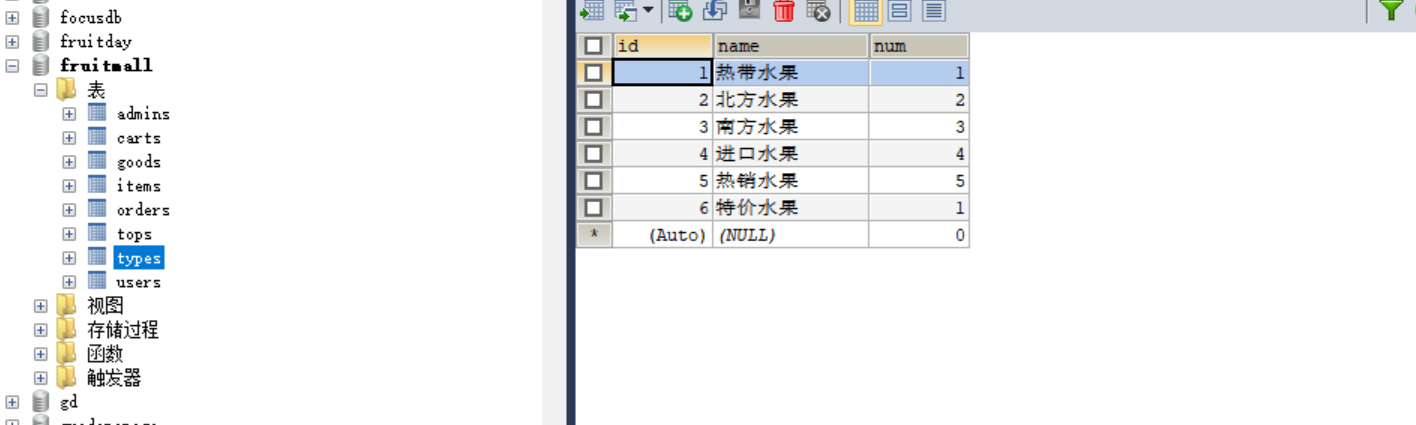 focusdb
fruitday
fruitmall
表
admins
carts
goods
items
orders
tops
types
users
视图
存储过程
函数
触发器
gd
id name num
1 热带水果 1
2 北方水果 2
3 南方水果 3
4 进口水果 4
5 热销水果 5
6 特价水果 1
* (Auto) (NULL) 0